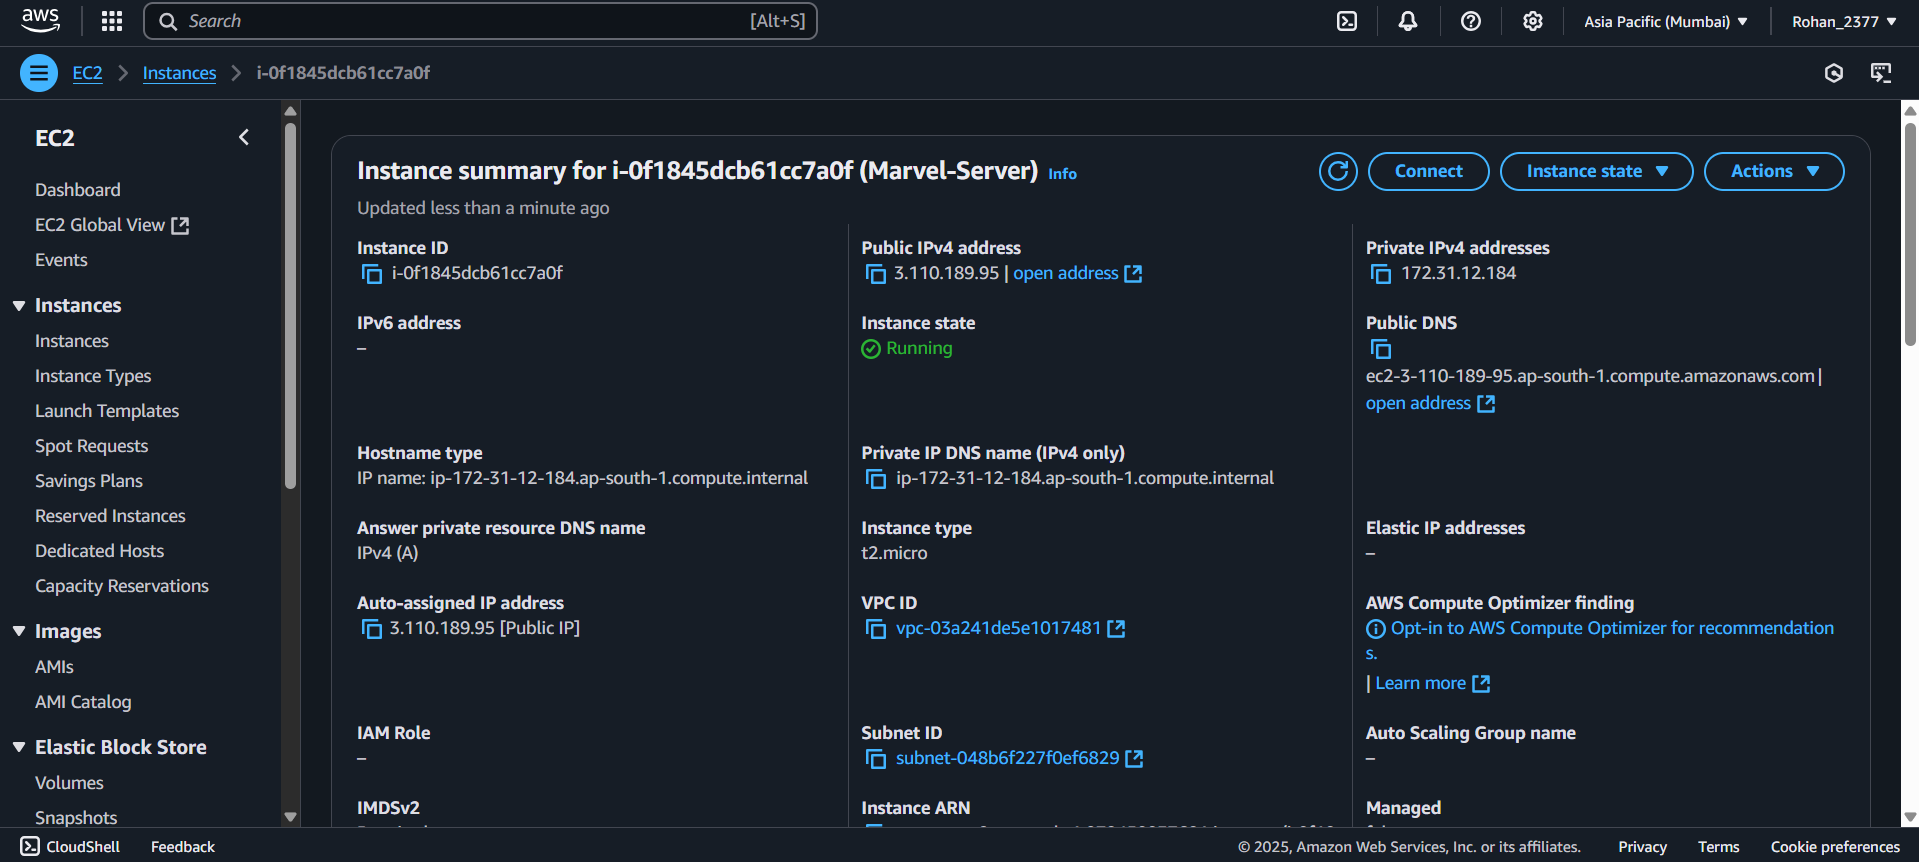 aws
Search [Alt+S]
Asia Pacific (Mumbai)
Rohan_2377
EC2
Instances
i-0f1845dcb61cc7a0f
EC2
Dashboard
EC2 Global View
Events
Instances
Instances
Instance Types
Launch Templates
Spot Requests
Savings Plans
Reserved Instances
Dedicated Hosts
Capacity Reservations
Images
AMIs
AMI Catalog
Elastic Block Store
Volumes
Snapshots
Instance summary for i-0f1845dcb61cc7a0f (Marvel-Server) Info
Updated less than a minute ago
Connect
Instance state
Actions
Instance ID
i-0f1845dcb61cc7a0f
Public IPv4 address
3.110.189.95 | open address
Private IPv4 addresses
172.31.12.184
IPv6 address
–
Instance state
Running
Public DNS
ec2-3-110-189-95.ap-south-1.compute.amazonaws.com |
open address
Hostname type
IP name: ip-172-31-12-184.ap-south-1.compute.internal
Private IP DNS name (IPv4 only)
ip-172-31-12-184.ap-south-1.compute.internal
Answer private resource DNS name
IPv4 (A)
Instance type
t2.micro
Elastic IP addresses
–
Auto-assigned IP address
3.110.189.95 [Public IP]
VPC ID
vpc-03a241de5e1017481
AWS Compute Optimizer finding
Opt-in to AWS Compute Optimizer for recommendation
s.
| Learn more
IAM Role
–
Subnet ID
subnet-048b6f227f0ef6829
Auto Scaling Group name
–
IMDSv2
Instance ARN
Managed
CloudShell
Feedback
© 2025, Amazon Web Services, Inc. or its affiliates.
Privacy
Terms
Cookie preferences